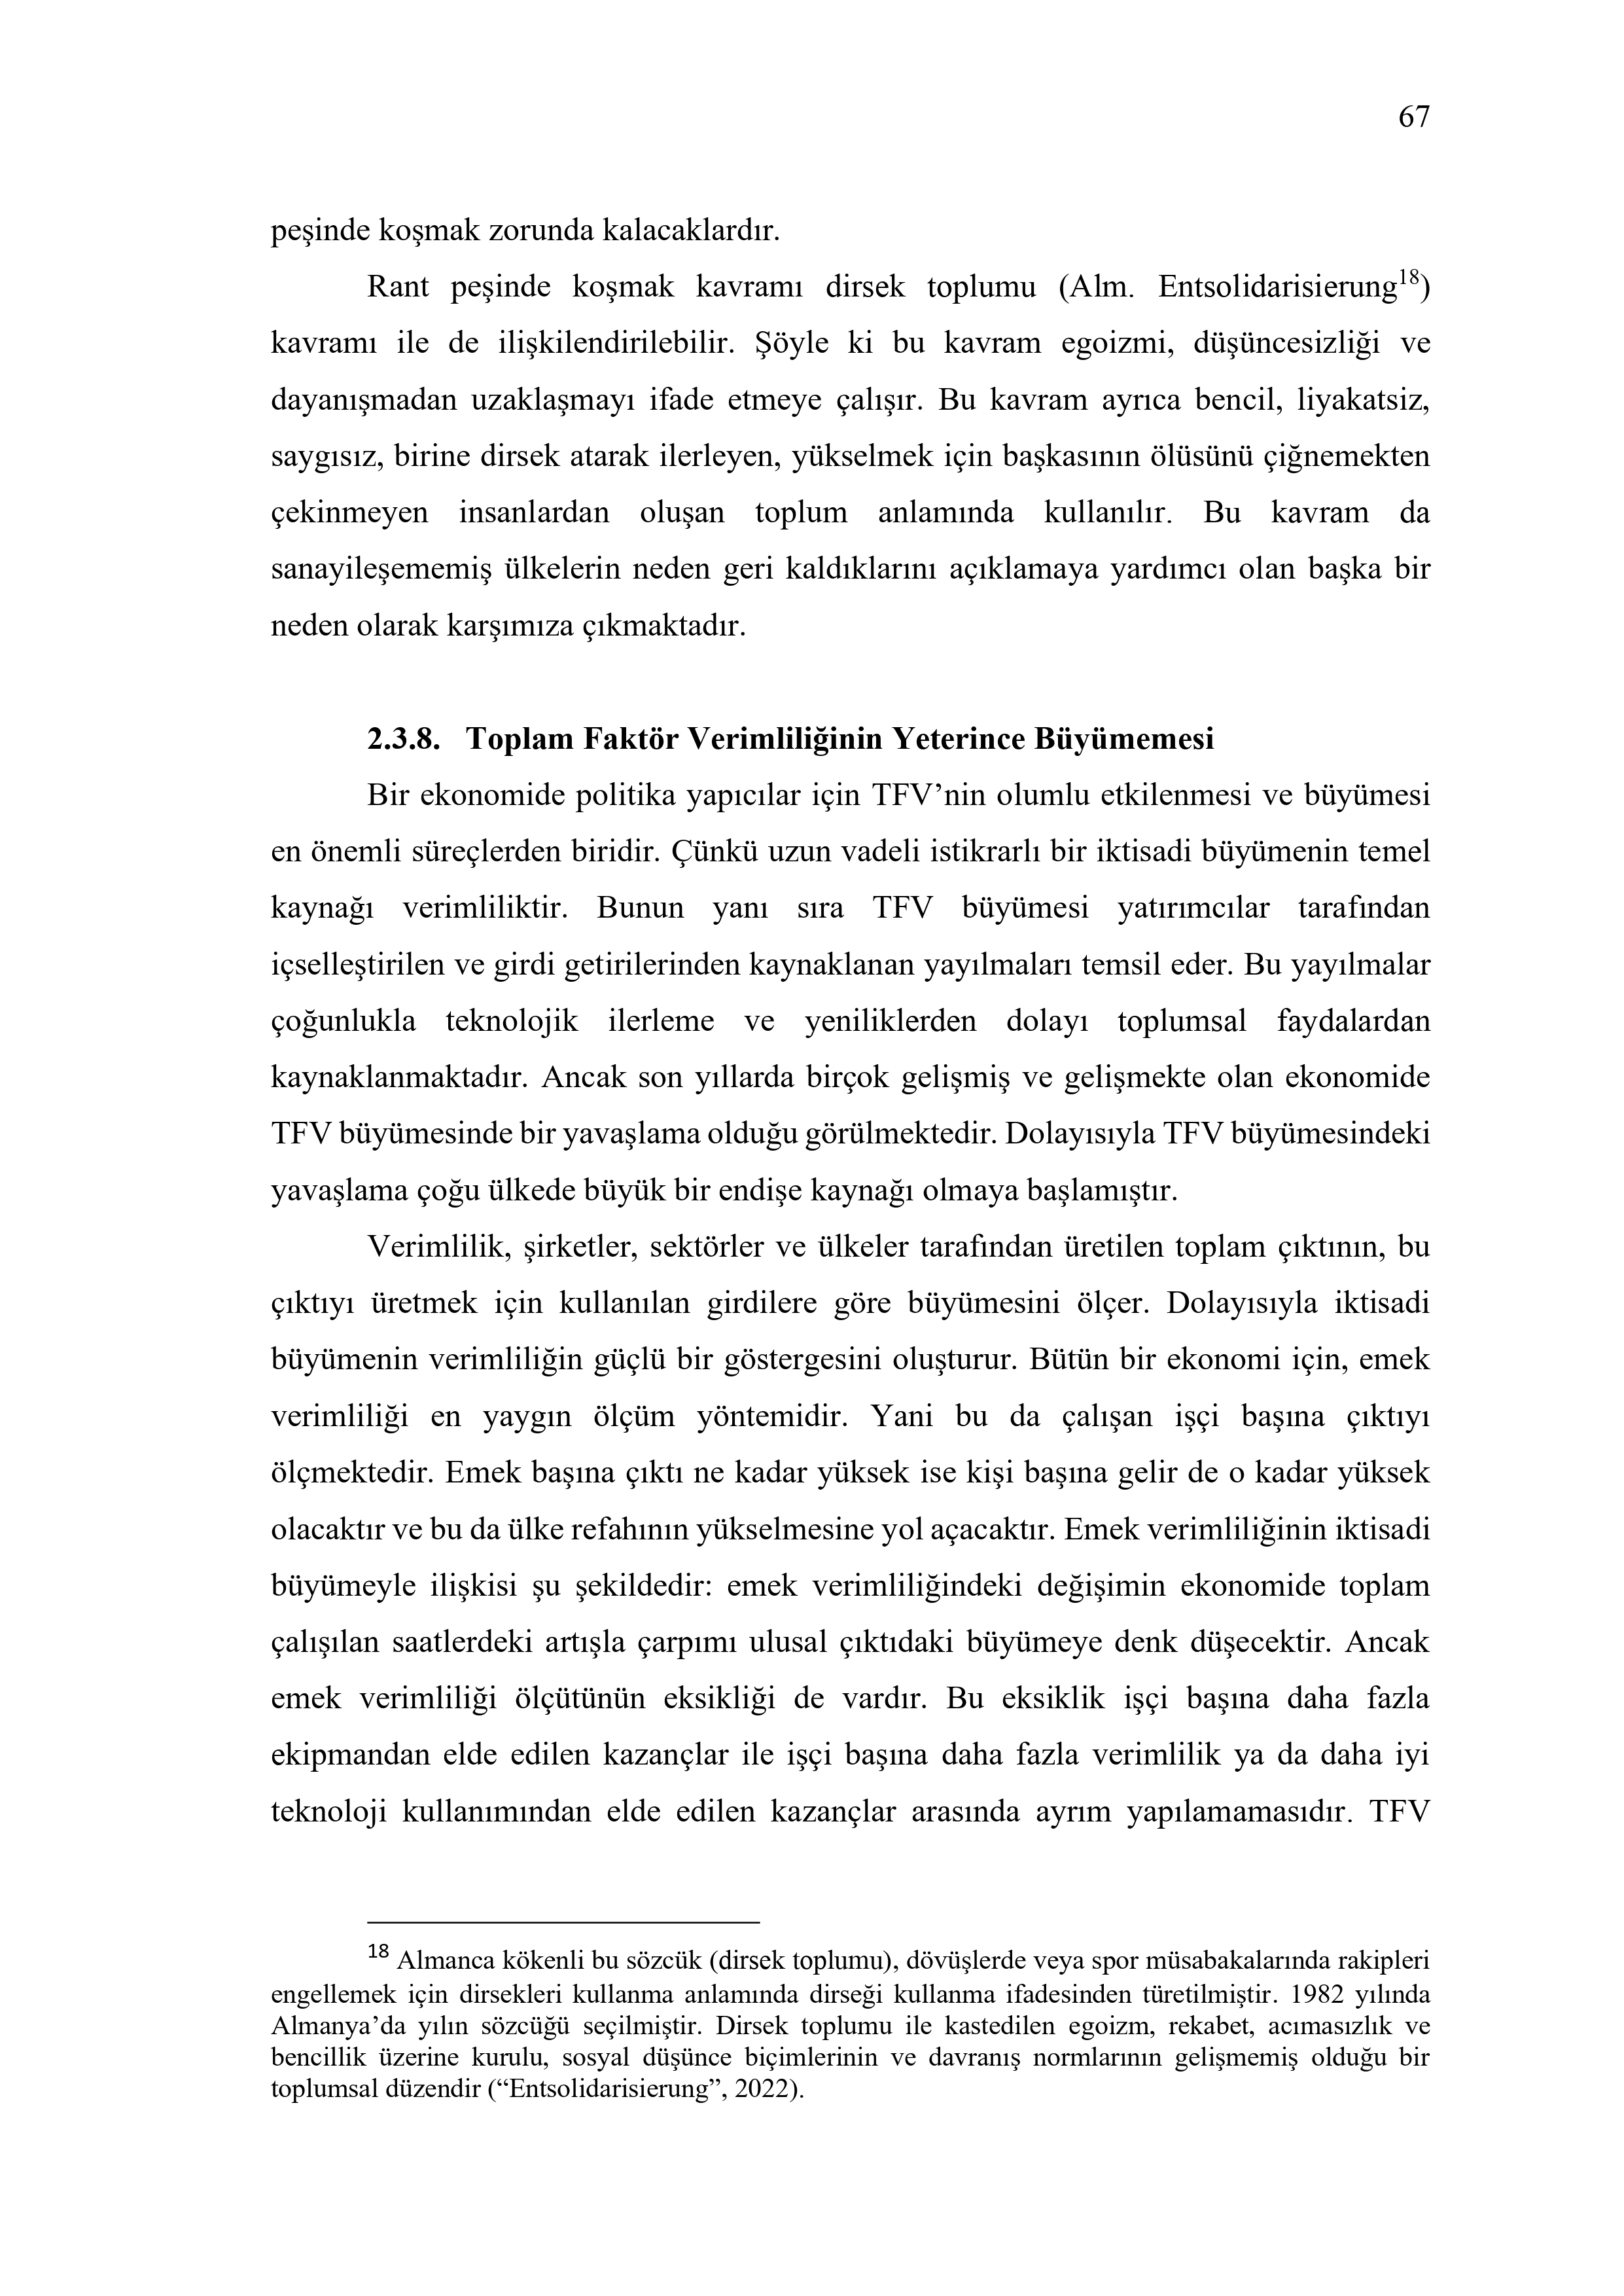 67
peşinde koşmak zorunda kalacaklardır.
Rant peşinde koşmak kavramı dirsek toplumu (Alm. Entsolidarisierung18)
kavramı ile de ilişkilendirilebilir. Şöyle ki bu kavram egoizmi, düşüncesizliği ve
dayanışmadan uzaklaşmayı ifade etmeye çalışır. Bu kavram ayrıca bencil, liyakatsiz,
saygısız, birine dirsek atarak ilerleyen, yükselmek için başkasının ölüsünü çiğnemekten
çekinmeyen insanlardan oluşan toplum anlamında kullanılır. Bu kavram da
sanayileşememiş ülkelerin neden geri kaldıklarını açıklamaya yardımcı olan başka bir
neden olarak karşımıza çıkmaktadır.
2.3.8. Toplam Faktör Verimliliğinin Yeterince Büyümemesi
Bir ekonomide politika yapıcılar için TFV’nin olumlu etkilenmesi ve büyümesi
en önemli süreçlerden biridir. Çünkü uzun vadeli istikrarlı bir iktisadi büyümenin temel
kaynağı verimliliktir. Bunun yanı sıra TFV büyümesi yatırımcılar tarafından
içselleştirilen ve girdi getirilerinden kaynaklanan yayılmaları temsil eder. Bu yayılmalar
çoğunlukla teknolojik ilerleme ve yeniliklerden dolayı toplumsal faydalardan
kaynaklanmaktadır. Ancak son yıllarda birçok gelişmiş ve gelişmekte olan ekonomide
TFV büyümesinde bir yavaşlama olduğu görülmektedir. Dolayısıyla TFV büyümesindeki
yavaşlama çoğu ülkede büyük bir endişe kaynağı olmaya başlamıştır.
Verimlilik, şirketler, sektörler ve ülkeler tarafından üretilen toplam çıktının, bu
çıktıyı üretmek için kullanılan girdilere göre büyümesini ölçer. Dolayısıyla iktisadi
büyümenin verimliliğin güçlü bir göstergesini oluşturur. Bütün bir ekonomi için, emek
verimliliği en yaygın ölçüm yöntemidir. Yani bu da çalışan işçi başına çıktıyı
ölçmektedir. Emek başına çıktı ne kadar yüksek ise kişi başına gelir de o kadar yüksek
olacaktır ve bu da ülke refahının yükselmesine yol açacaktır. Emek verimliliğinin iktisadi
büyümeyle ilişkisi şu şekildedir: emek verimliliğindeki değişimin ekonomide toplam
çalışılan saatlerdeki artışla çarpımı ulusal çıktıdaki büyümeye denk düşecektir. Ancak
emek verimliliği ölçütünün eksikliği de vardır. Bu eksiklik işçi başına daha fazla
ekipmandan elde edilen kazançlar ile işçi başına daha fazla verimlilik ya da daha iyi
teknoloji kullanımından elde edilen kazançlar arasında ayrım yapılamamasıdır. TFV
18 Almanca kökenli bu sözcük (dirsek toplumu), dövüşlerde veya spor müsabakalarında rakipleri
engellemek için dirsekleri kullanma anlamında dirseği kullanma ifadesinden türetilmiştir. 1982 yılında
Almanya’da yılın sözcüğü seçilmiştir. Dirsek toplumu ile kastedilen egoizm, rekabet, acımasızlık ve
bencillik üzerine kurulu, sosyal düşünce biçimlerinin ve davranış normlarının gelişmemiş olduğu bir
toplumsal düzendir (“Entsolidarisierung”, 2022).